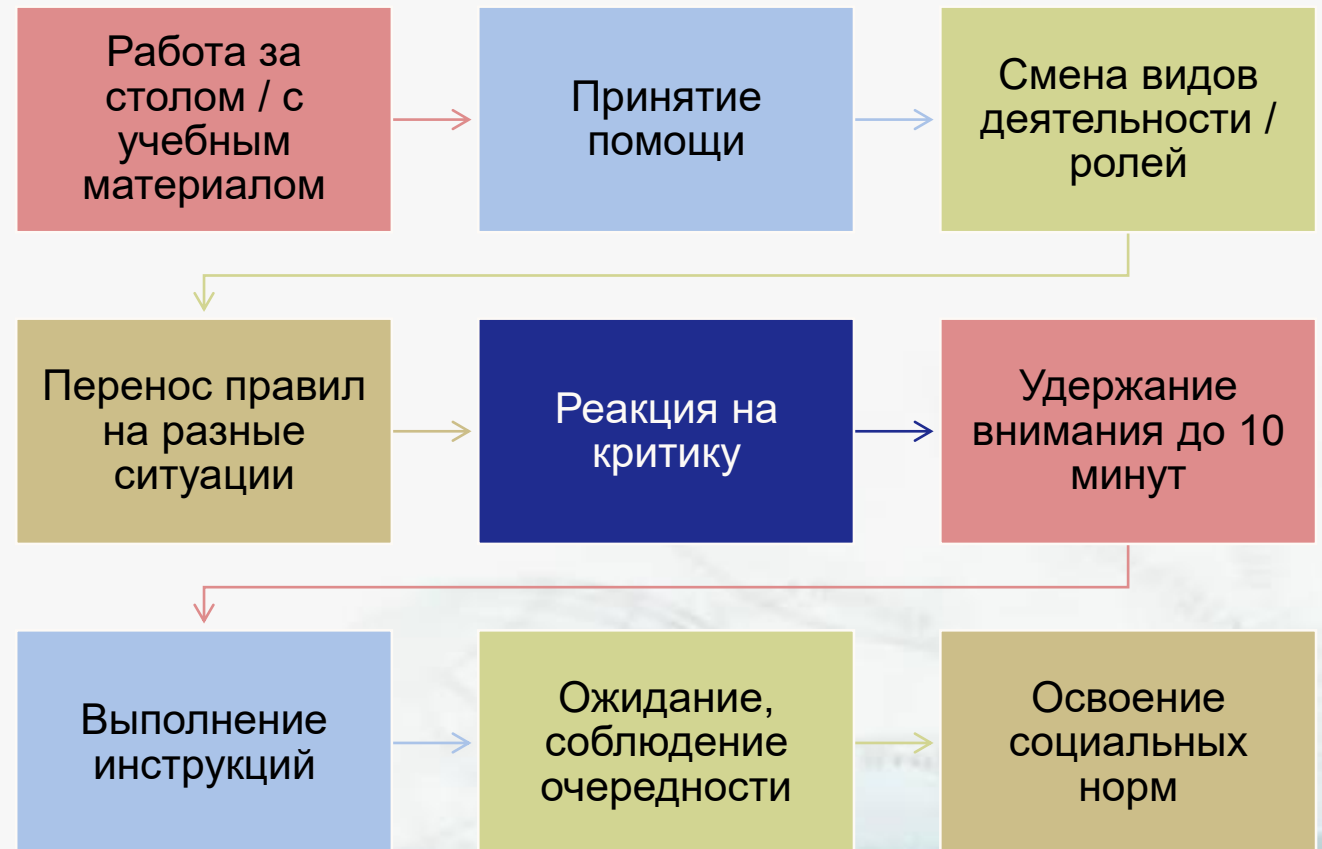 Работа за
столом / с
учебным
материалом
Принятие
помощи
Смена видов
деятельности /
ролей
Перенос правил
на разные
ситуации
Реакция на
критику
Удержание
внимания до 10
минут
Выполнение
инструкций
Ожидание,
соблюдение
очередности
Освоение
социальных
норм